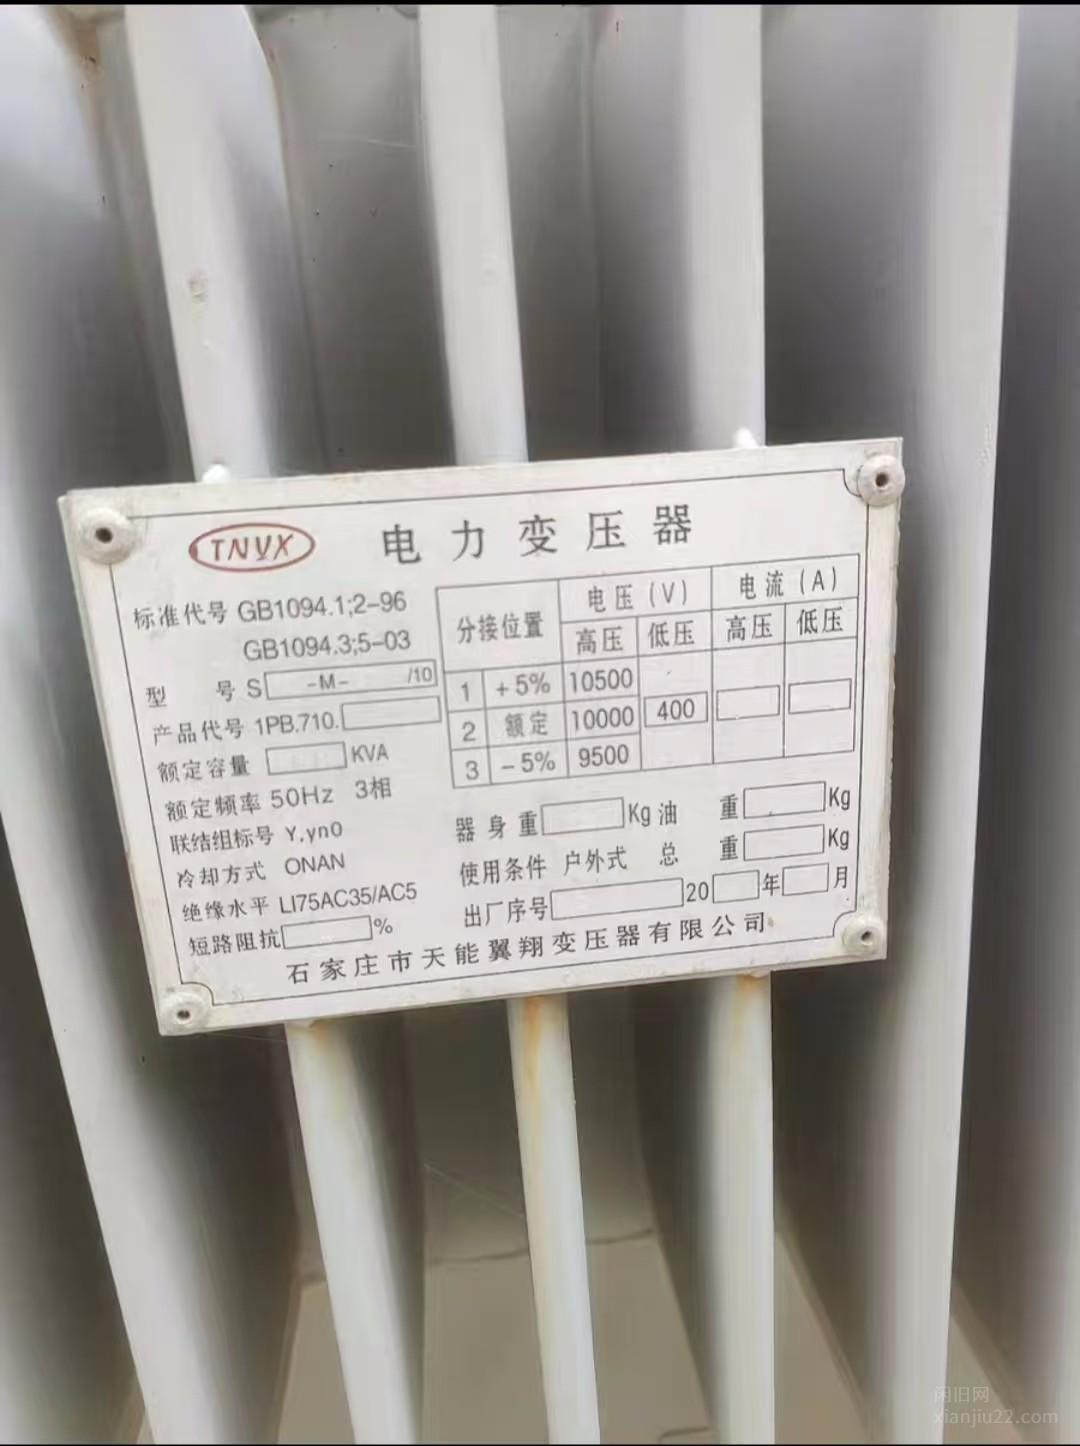 TNYX
电力变压器
标准代号 GB1094.1;2-96
GB1094.3;5-03
型 号 S -M- /10
产品代号 1PB.710.
额定容量 KVA
额定频率 50Hz 3相
联结组标号 Y,yn0
冷却方式 ONAN
绝缘水平 LI75AC35/AC5
短路阻抗 %
分接位置 电压(V) 电流(A)
高压 低压 高压 低压
1 +5% 10500
2 额定 10000 400
3 -5% 9500
器身重 Kg 油 重 Kg
使用条件 户外式 总 重 Kg
出厂序号 20 年 月
石家庄市天能翼翔变压器有限公司
闲旧网
xianjiu22.com